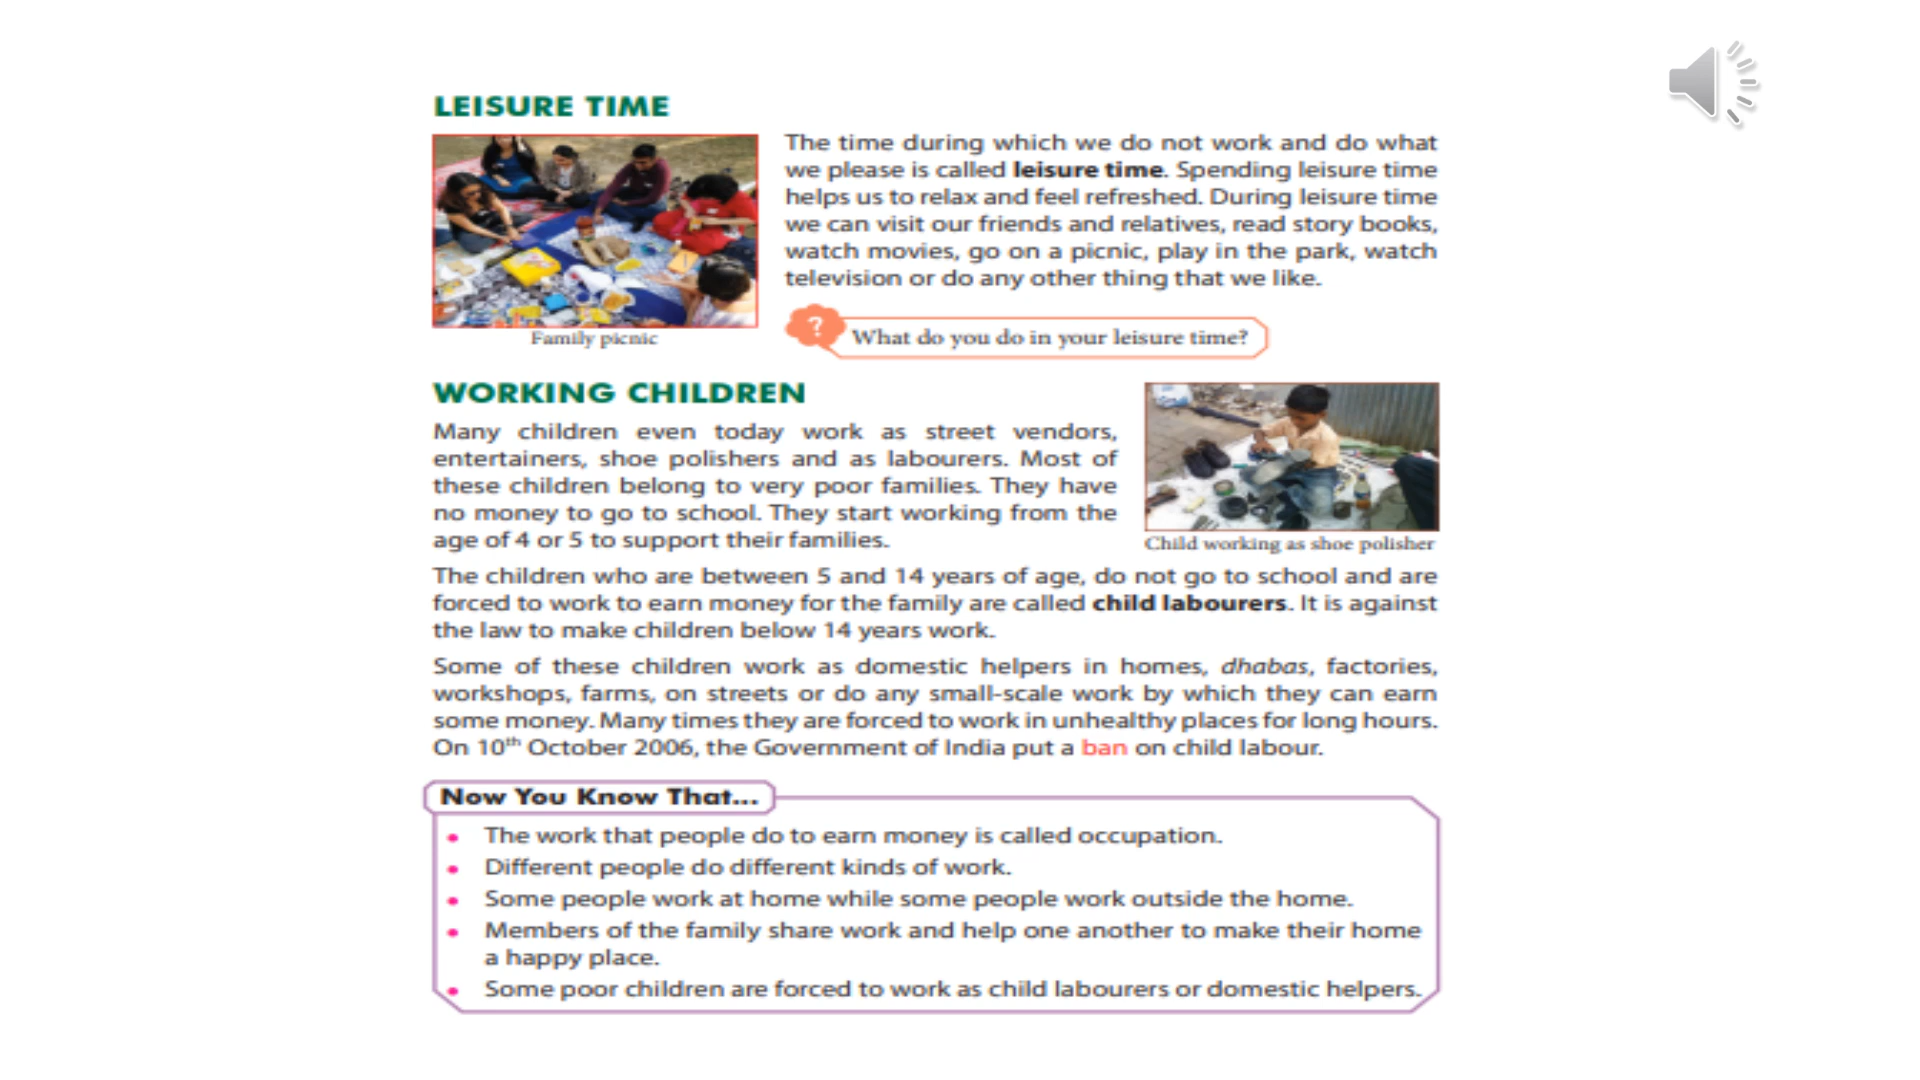 LEISURE TIME
The time during which we do not work and do what
we please is called leisure time. Spending leisure time
helps us to relax and feel refreshed. During leisure time
we can visit our friends and relatives, read story books,
watch movies, go on a picnic, play in the park, watch
television or do any other thing that we like.
Family picnic
? What do you do in your leisure time?
WORKING CHILDREN
Many children even today work as street vendors,
entertainers, shoe polishers and as labourers. Most of
these children belong to very poor families. They have
no money to go to school. They start working from the
age of 4 or 5 to support their families.
Child working as shoe polisher
The children who are between 5 and 14 years of age, do not go to school and are
forced to work to earn money for the family are called child labourers. It is against
the law to make children below 14 years work.
Some of these children work as domestic helpers in homes, dhabas, factories,
workshops, farms, on streets or do any small-scale work by which they can earn
some money. Many times they are forced to work in unhealthy places for long hours.
On 10th October 2006, the Government of India put a ban on child labour.
Now You Know That...
• The work that people do to earn money is called occupation.
• Different people do different kinds of work.
• Some people work at home while some people work outside the home.
• Members of the family share work and help one another to make their home
a happy place.
• Some poor children are forced to work as child labourers or domestic helpers.